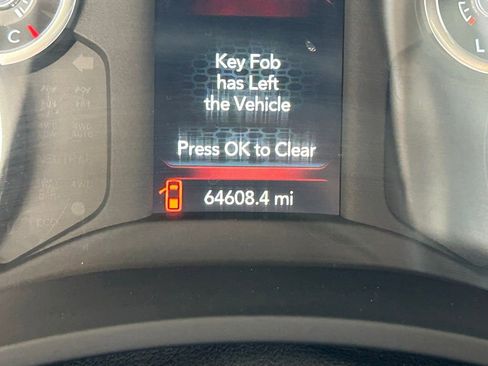 C
E
L
Key Fob
has Left
the Vehicle
Press OK to Clear
64608.4 mi